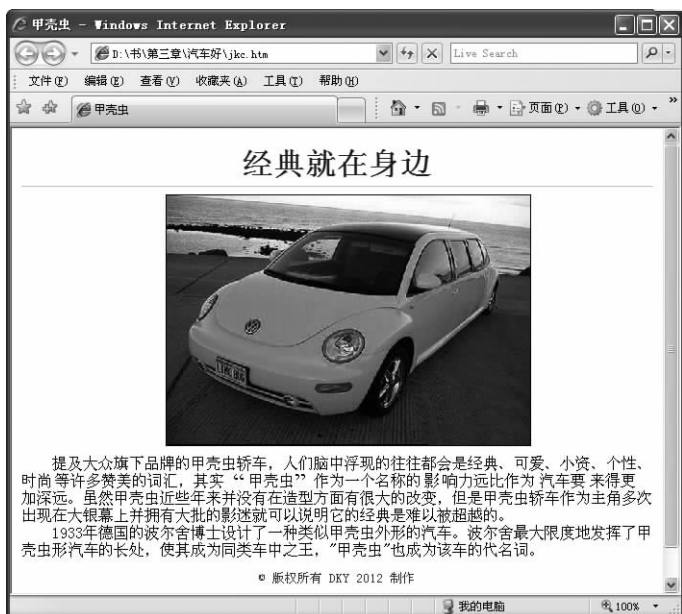 甲壳虫 - Windows Internet Explorer
D:\书\第三章\汽车好\jkc.htm
Live Search
文件(F) 编辑(E) 查看(V) 收藏夹(A) 工具(T) 帮助(H)
甲壳虫
页面(P) 工具(O)
经典就在身边
提及大众旗下品牌的甲壳虫轿车，人们脑中浮现的往往都会是经典、可爱、小资、个性、
时尚等许多赞美的词汇，其实“甲壳虫”作为一个名称的影响力远比作为汽车要来得更
加深远。虽然甲壳虫近些年来并没有在造型方面有很大的改变，但是甲壳虫轿车作为主角多次
出现在大银幕上并拥有大批的影迷就可以说明它的经典是难以被超越的。
1933年德国的波尔舍博士设计了一种类似甲壳虫外形的汽车。波尔舍最大限度地发挥了甲
壳虫形汽车的长处，使其成为同类车中之王，"甲壳虫"也成为该车的代名词。
© 版权所有 DKY 2012 制作
我的电脑
100%